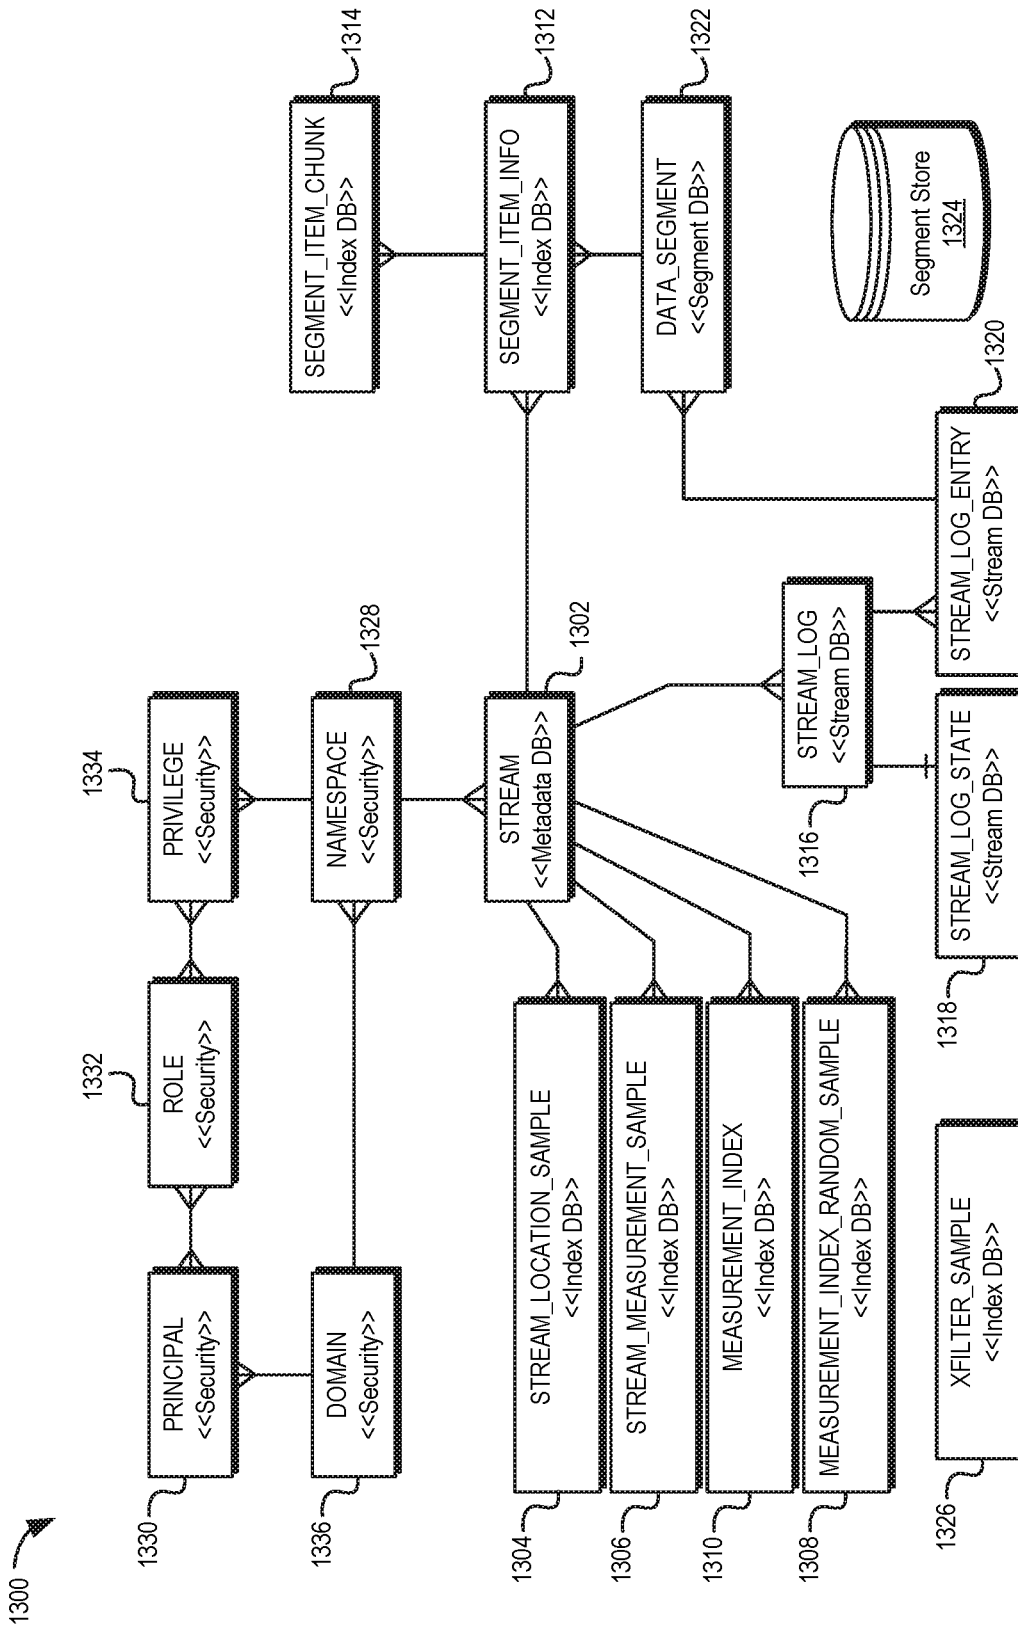 1300
PRINCIPAL
<<Security>>
1330
ROLE
<<Security>>
1332
PRIVILEGE
<<Security>>
1334
DOMAIN
<<Security>>
1336
NAMESPACE
<<Security>>
1328
SEGMENT_ITEM_CHUNK
<<Index DB>>
1314
STREAM
<<Metadata DB>>
1302
SEGMENT_ITEM_INFO
<<Index DB>>
1312
STREAM_LOCATION_SAMPLE
<<Index DB>>
1304
STREAM_MEASUREMENT_SAMPLE
<<Index DB>>
1306
MEASUREMENT_INDEX
<<Index DB>>
1310
MEASUREMENT_INDEX_RANDOM_SAMPLE
<<Index DB>>
1308
DATA_SEGMENT
<<Segment DB>>
1322
STREAM_LOG
<<Stream DB>>
1316
XFILTER_SAMPLE
<<Index DB>>
1326
STREAM_LOG_STATE
<<Stream DB>>
1318
STREAM_LOG_ENTRY
<<Stream DB>>
1320
Segment Store
1324